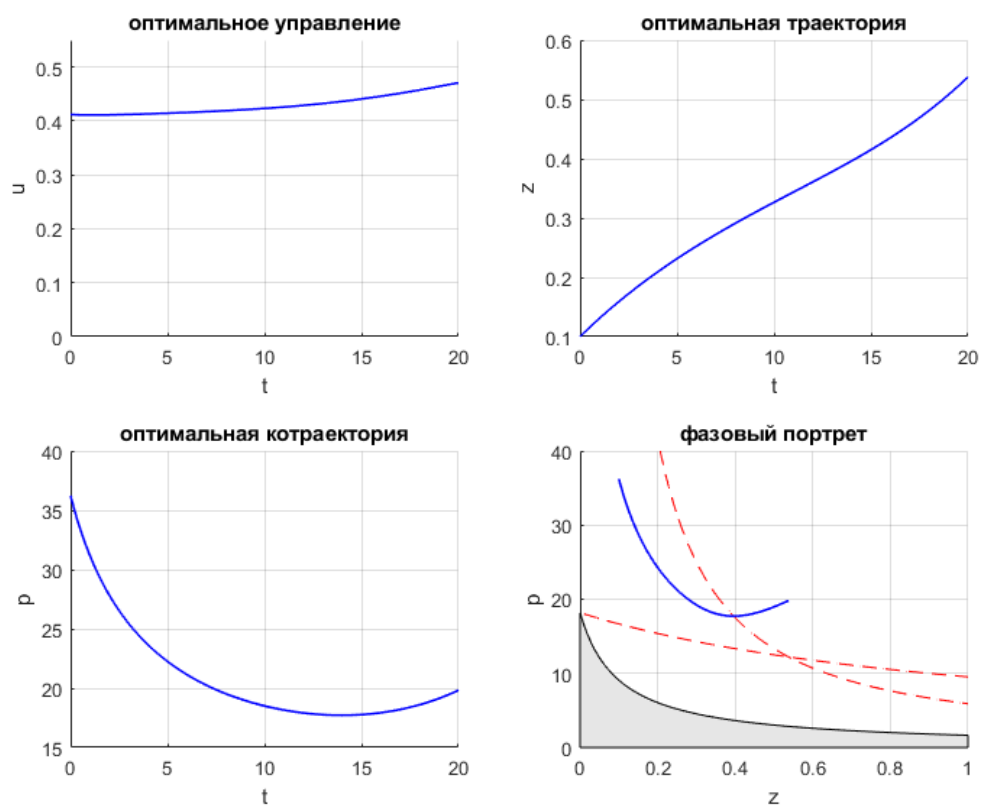 оптимальное управление
0.5
0.4
0.3
0.2
0.1
0
u
0 5 10 15 20
t
оптимальная траектория
0.6
0.5
0.4
0.3
0.2
0.1
z
0 5 10 15 20
t
оптимальная котраектория
40
35
30
25
20
15
p
0 5 10 15 20
t
фазовый портрет
40
30
20
10
0
p
0 0.2 0.4 0.6 0.8 1
z